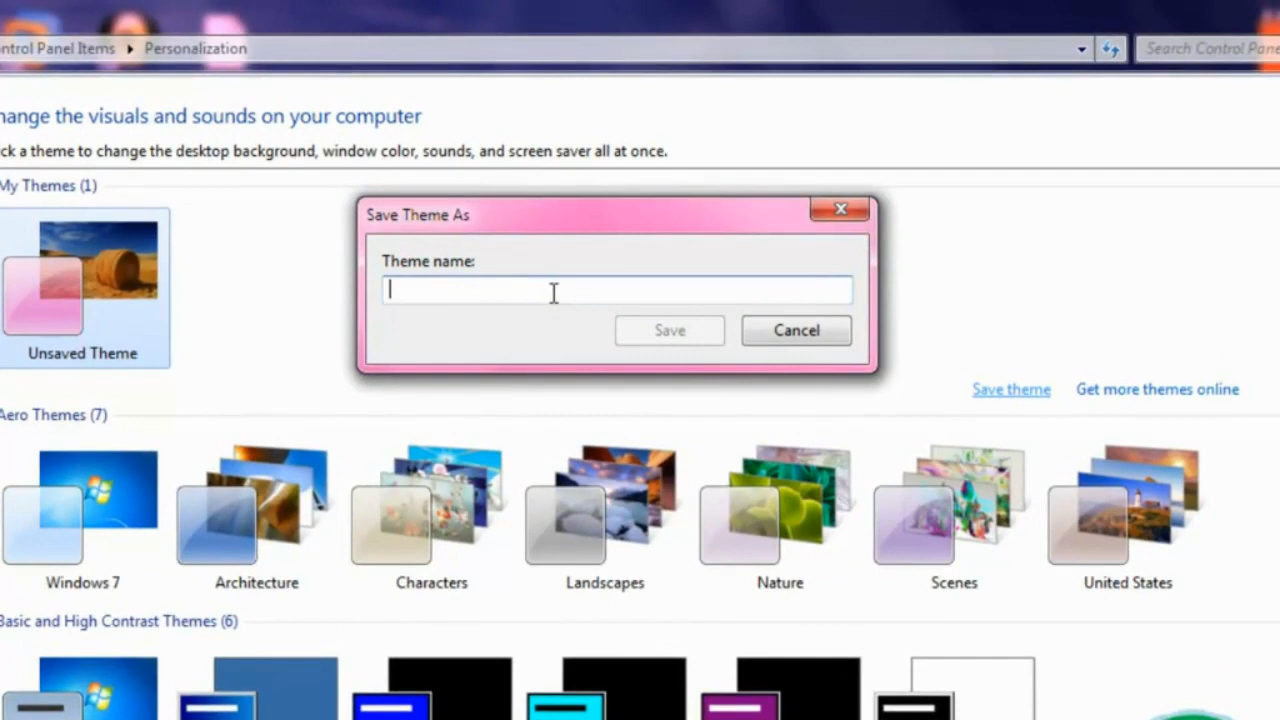 ntrol Panel Items ▸ Personalization
Search Control Pane
hange the visuals and sounds on your computer
ck a theme to change the desktop background, window color, sounds, and screen saver all at once.
My Themes (1)
Save Theme As
Theme name:
Save Cancel
Unsaved Theme
Save theme Get more themes online
Aero Themes (7)
Windows 7 Architecture Characters Landscapes Nature Scenes United States
Basic and High Contrast Themes (6)